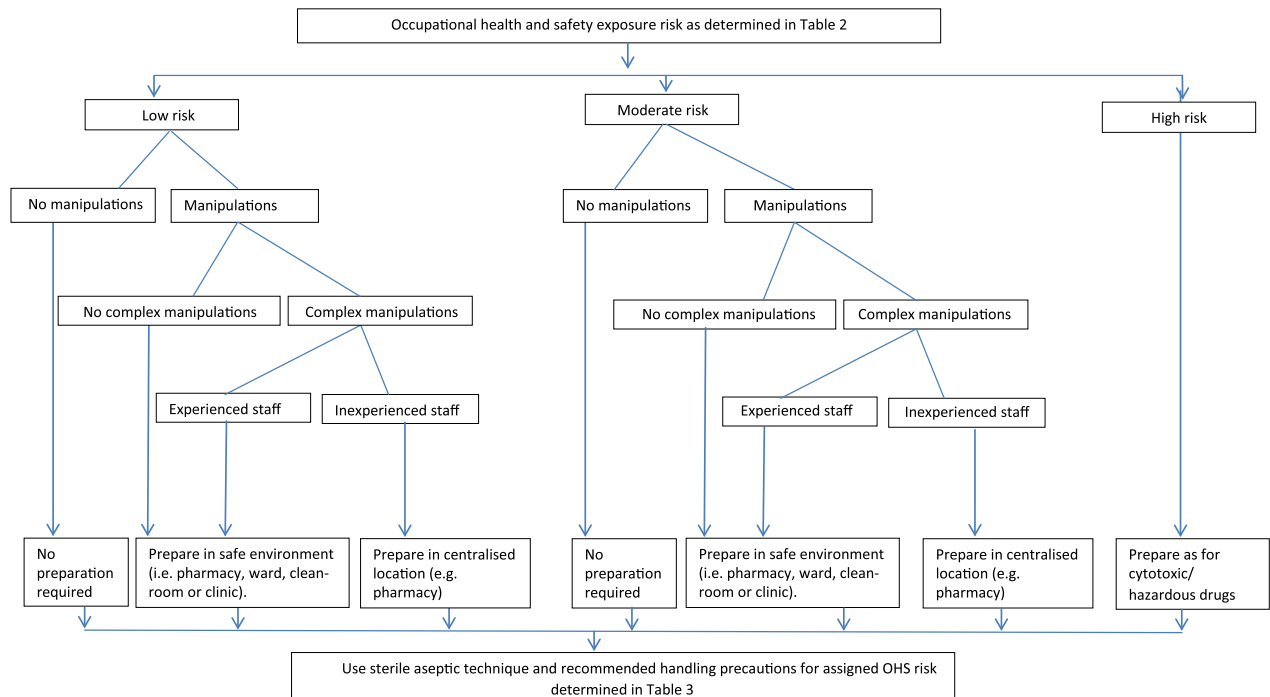 Occupational health and safety exposure risk as determined in Table 2
Low risk
Moderate risk
High risk
No manipulations
Manipulations
No manipulations
Manipulations
No complex manipulations
Complex manipulations
No complex manipulations
Complex manipulations
Experienced staff
Inexperienced staff
Experienced staff
Inexperienced staff
No
preparation
required
Prepare in safe environment
(i.e. pharmacy, ward, clean-
room or clinic).
Prepare in centralised
location (e.g.
pharmacy)
No
preparation
required
Prepare in safe environment
(i.e. pharmacy, ward, clean-
room or clinic).
Prepare in centralised
location (e.g.
pharmacy)
Prepare as for
cytotoxic/
hazardous drugs
Use sterile aseptic technique and recommended handling precautions for assigned OHS risk
determined in Table 3